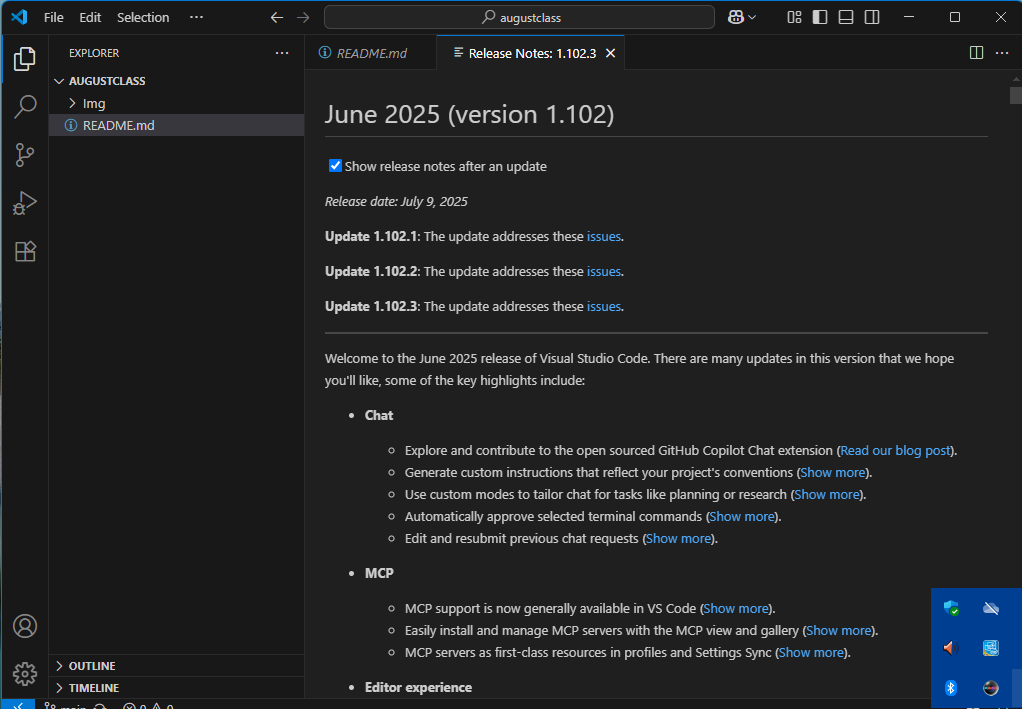 File Edit Selection ···
augustclass
EXPLORER ···
AUGUSTCLASS
Img
README.md
OUTLINE
TIMELINE
README.md
Release Notes: 1.102.3
June 2025 (version 1.102)
Show release notes after an update
Release date: July 9, 2025
Update 1.102.1: The update addresses these issues.
Update 1.102.2: The update addresses these issues.
Update 1.102.3: The update addresses these issues.
Welcome to the June 2025 release of Visual Studio Code. There are many updates in this version that we hope
you'll like, some of the key highlights include:
• Chat
Explore and contribute to the open sourced GitHub Copilot Chat extension (Read our blog post).
Generate custom instructions that reflect your project's conventions (Show more).
Use custom modes to tailor chat for tasks like planning or research (Show more).
Automatically approve selected terminal commands (Show more).
Edit and resubmit previous chat requests (Show more).
• MCP
MCP support is now generally available in VS Code (Show more).
Easily install and manage MCP servers with the MCP view and gallery (Show more).
MCP servers as first-class resources in profiles and Settings Sync (Show more).
• Editor experience
main 0 0